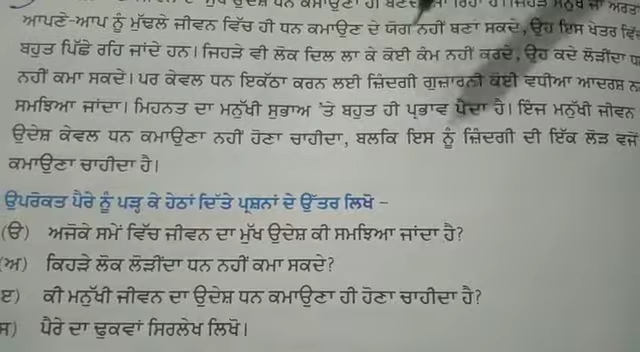 ਆਪਣੇ-ਆਪ ਨੂੰ ਮੁੱਢਲੇ ਜੀਵਨ ਵਿੱਚ ਹੀ ਧਨ ਕਮਾਉਣ ਦੇ ਯੋਗ ਨਹੀਂ ਬਣਾ ਸਕਦੇ, ਉਹ ਇਸ ਖੇਤਰ ਵਿੱਚ
ਬਹੁਤ ਪਿੱਛੇ ਰਹਿ ਜਾਂਦੇ ਹਨ। ਜਿਹੜੇ ਵੀ ਲੋਕ ਦਿਲ ਲਾ ਕੇ ਕੋਈ ਕੰਮ ਨਹੀਂ ਕਰਦੇ, ਉਹ ਕਦੇ ਲੋੜੀਂਦਾ
ਨਹੀਂ ਕਮਾ ਸਕਦੇ। ਪਰ ਕੇਵਲ ਧਨ ਇਕੱਠਾ ਕਰਨ ਲਈ ਜ਼ਿੰਦਗੀ ਗੁਜ਼ਾਰਨੀ ਕੋਈ ਵਧੀਆ ਆਦਰਸ਼
ਸਮਝਿਆ ਜਾਂਦਾ। ਮਿਹਨਤ ਦਾ ਮਨੁੱਖੀ ਸੁਭਾਅ 'ਤੇ ਬਹੁਤ ਹੀ ਪ੍ਰਭਾਵ ਪੈਂਦਾ ਹੈ। ਇੰਜ ਮਨੁੱਖੀ ਜੀਵਨ
ਉਦੇਸ਼ ਕੇਵਲ ਧਨ ਕਮਾਉਣਾ ਨਹੀਂ ਹੋਣਾ ਚਾਹੀਦਾ, ਬਲਕਿ ਇਸ ਨੂੰ ਜ਼ਿੰਦਗੀ ਦੀ ਇੱਕ ਲੋੜ ਵਜੋਂ
ਕਮਾਉਣਾ ਚਾਹੀਦਾ ਹੈ।
ਉਪਰੋਕਤ ਪੈਰੇ ਨੂੰ ਪੜ੍ਹ ਕੇ ਹੇਠਾਂ ਦਿੱਤੇ ਪ੍ਰਸ਼ਨਾਂ ਦੇ ਉੱਤਰ ਲਿਖੋ –
(ੳ) ਅਜੋਕੇ ਸਮੇਂ ਵਿੱਚ ਜੀਵਨ ਦਾ ਮੁੱਖ ਉਦੇਸ਼ ਕੀ ਸਮਝਿਆ ਜਾਂਦਾ ਹੈ?
(ਅ) ਕਿਹੜੇ ਲੋਕ ਲੋੜੀਂਦਾ ਧਨ ਨਹੀਂ ਕਮਾ ਸਕਦੇ?
ੲ) ਕੀ ਮਨੁੱਖੀ ਜੀਵਨ ਦਾ ਉਦੇਸ਼ ਧਨ ਕਮਾਉਣਾ ਹੀ ਹੋਣਾ ਚਾਹੀਦਾ ਹੈ?
ਸ) ਪੈਰੇ ਦਾ ਢੁਕਵਾਂ ਸਿਰਲੇਖ ਲਿਖੋ।